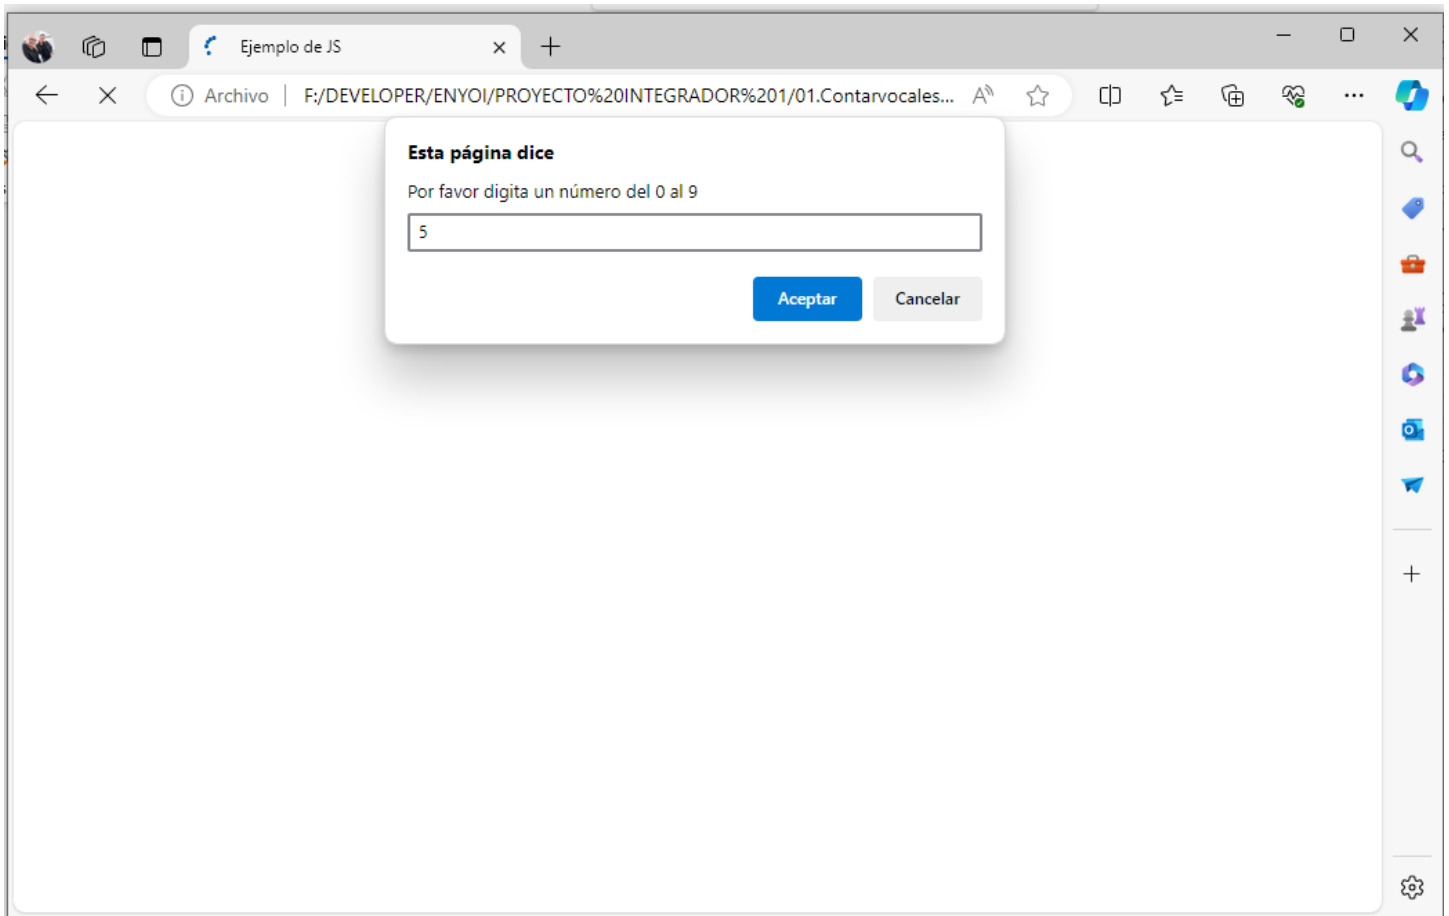 Ejemplo de JS
Archivo F:/DEVELOPER/ENYOI/PROYECTO%20INTEGRADOR%201/01.Contarvocales...
Esta página dice
Por favor digita un número del 0 al 9
5
Aceptar Cancelar